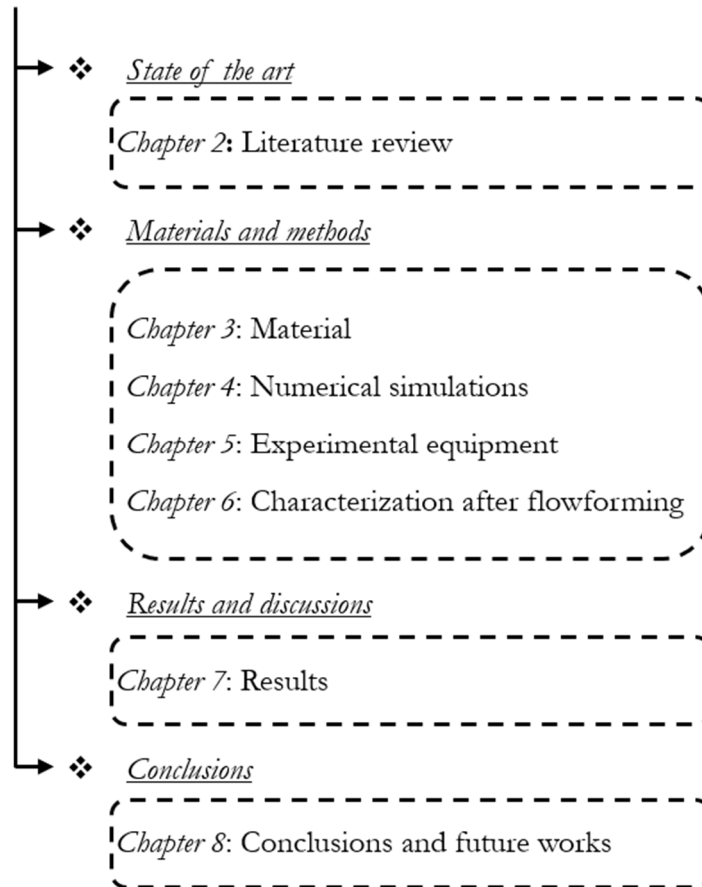 State of the art
Chapter 2: Literature review
Materials and methods
Chapter 3: Material
Chapter 4: Numerical simulations
Chapter 5: Experimental equipment
Chapter 6: Characterization after flowforming
Results and discussions
Chapter 7: Results
Conclusions
Chapter 8: Conclusions and future works